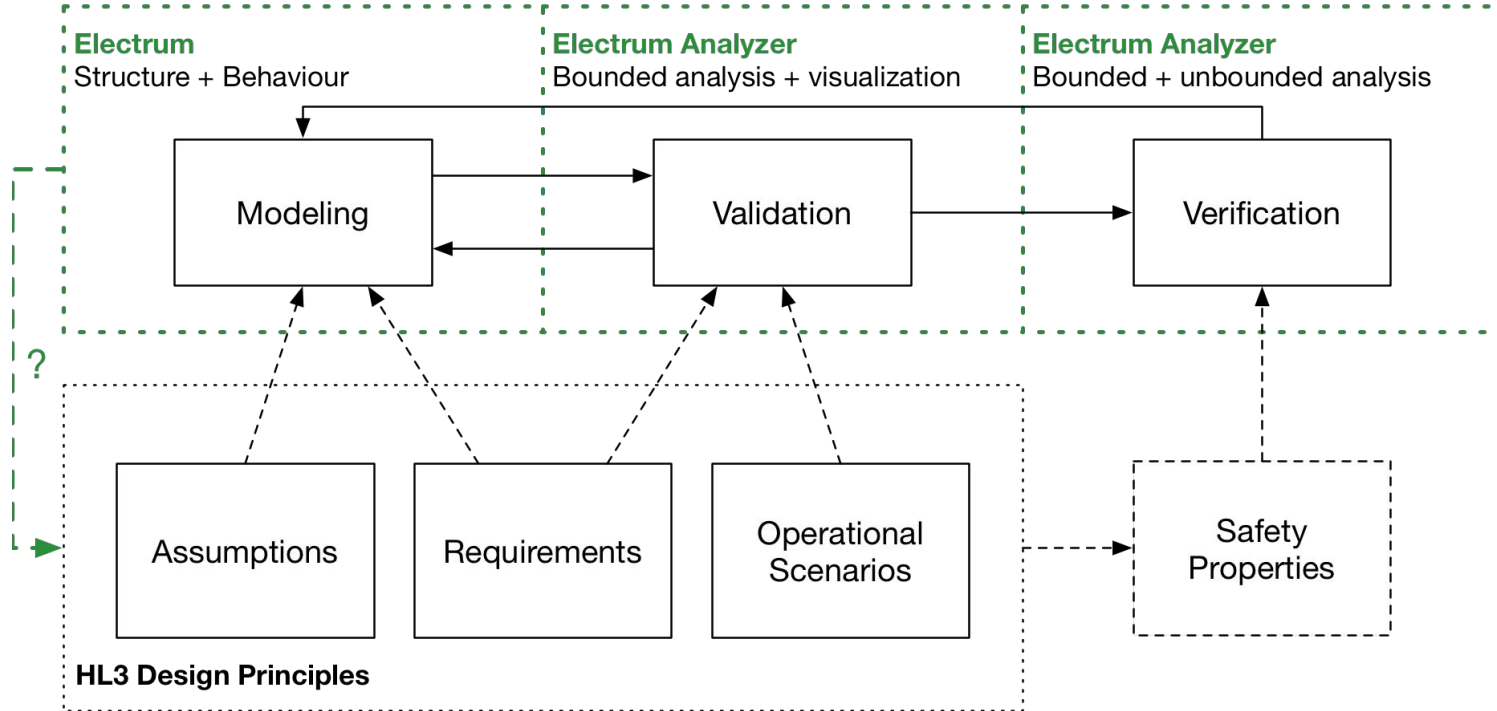 Electrum
Structure + Behaviour
Electrum Analyzer
Bounded analysis + visualization
Electrum Analyzer
Bounded + unbounded analysis
Modeling
Validation
Verification
?
Assumptions
Requirements
Operational
Scenarios
Safety
Properties
HL3 Design Principles